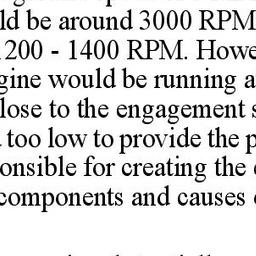 ld be around 3000 RPM
1200 - 1400 RPM. Howe
gine would be running a
lose to the engagement s
too low to provide the p
onsible for creating the
components and causes